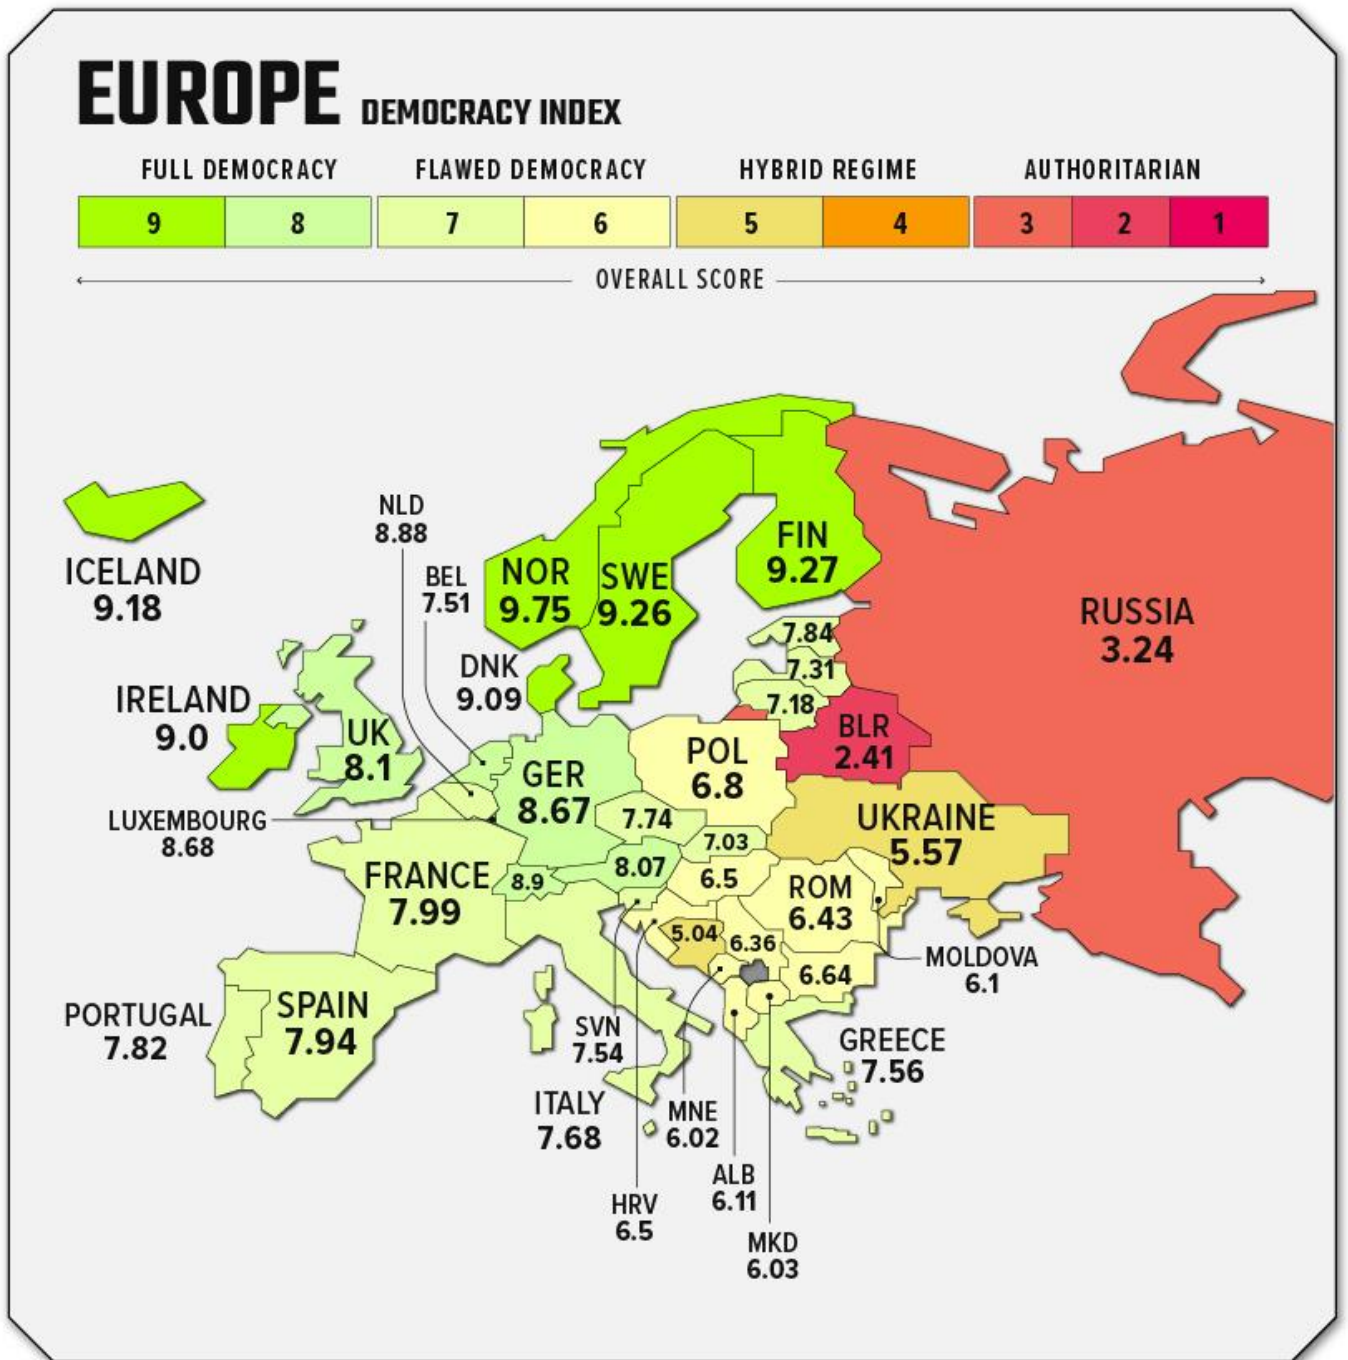 EUROPE DEMOCRACY INDEX
FULL DEMOCRACY FLAWED DEMOCRACY HYBRID REGIME AUTHORITARIAN
9 8 7 6 5 4 3 2 1
OVERALL SCORE
ICELAND
9.18
NLD
8.88
BEL
7.51
NOR
9.75
SWE
9.26
FIN
9.27
RUSSIA
3.24
IRELAND
9.0
UK
8.1
DNK
9.09
7.84
7.31
7.18
BLR
2.41
LUXEMBOURG
8.68
GER
8.67
POL
6.8
UKRAINE
5.57
7.74
7.03
FRANCE
7.99
8.9
8.07
6.5
ROM
6.43
5.04
6.36
6.64
MOLDOVA
6.1
PORTUGAL
7.82
SPAIN
7.94
SVN
7.54
GREECE
7.56
ITALY
7.68
MNE
6.02
ALB
6.11
HRV
6.5
MKD
6.03